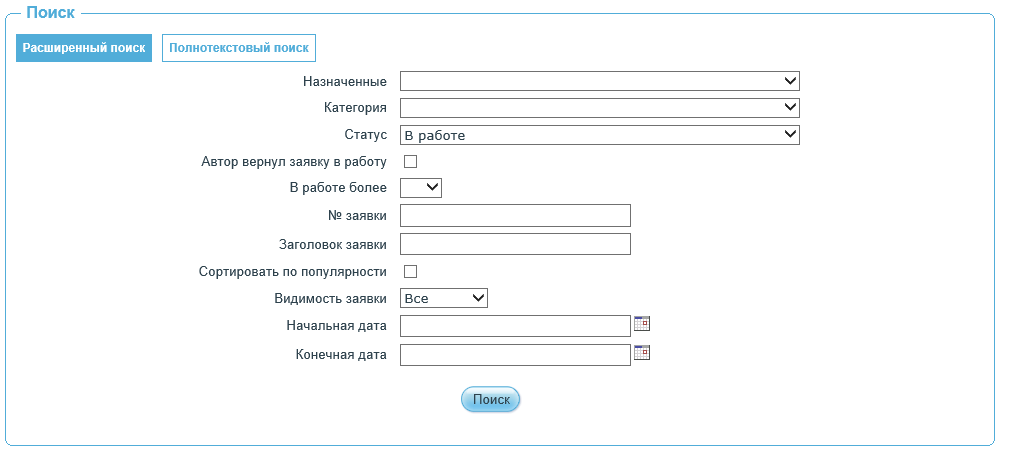 Поиск
Расширенный поиск Полнотекстовый поиск
Назначенные
Категория
Статус В работе
Автор вернул заявку в работу
В работе более
№ заявки
Заголовок заявки
Сортировать по популярности
Видимость заявки Все
Начальная дата
Конечная дата
Поиск